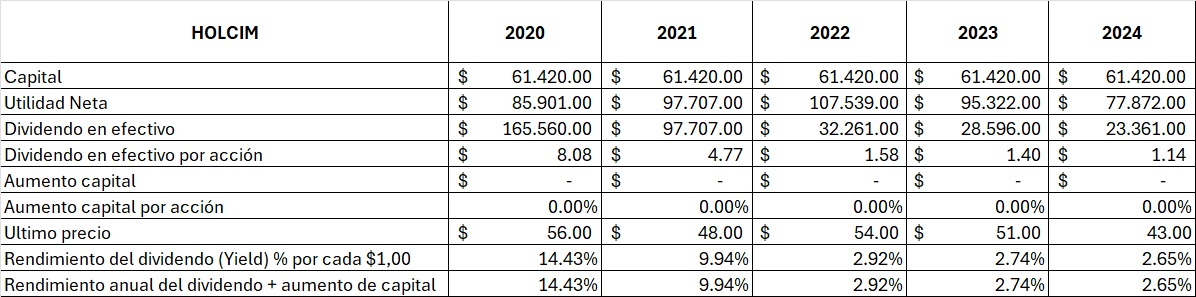 HOLCIM 2020 2021 2022 2023 2024
Capital $ 61.420.00 $ 61.420.00 $ 61.420.00 $ 61.420.00 $ 61.420.00
Utilidad Neta $ 85.901.00 $ 97.707.00 $ 107.539.00 $ 95.322.00 $ 77.872.00
Dividendo en efectivo $ 165.560.00 $ 97.707.00 $ 32.261.00 $ 28.596.00 $ 23.361.00
Dividendo en efectivo por acción $ 8.08 $ 4.77 $ 1.58 $ 1.40 $ 1.14
Aumento capital $ - $ - $ - $ - $ -
Aumento capital por acción 0.00% 0.00% 0.00% 0.00% 0.00%
Ultimo precio $ 56.00 $ 48.00 $ 54.00 $ 51.00 43.00
Rendimiento del dividendo (Yield) % por cada $1,00 14.43% 9.94% 2.92% 2.74% 2.65%
Rendimiento anual del dividendo + aumento de capital 14.43% 9.94% 2.92% 2.74% 2.65%